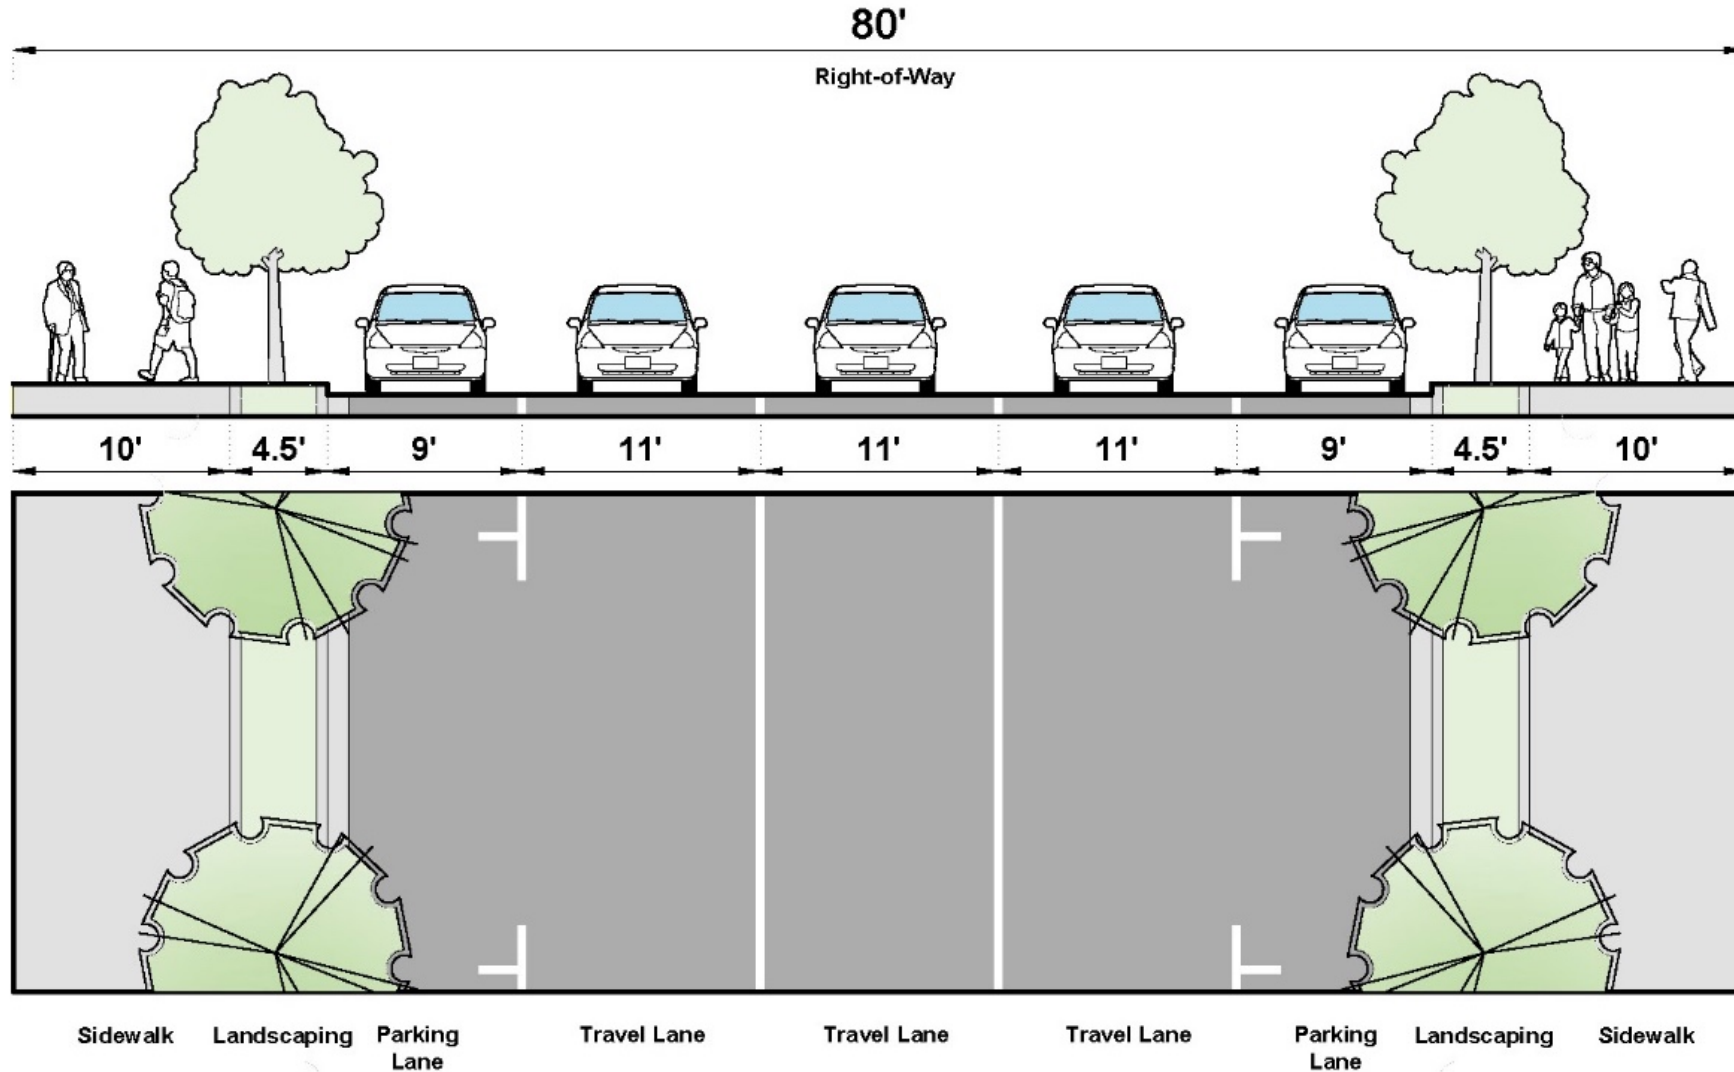 80'
Right-of-Way
10' 4.5' 9' 11' 11' 11' 9' 4.5' 10'
Sidewalk Landscaping Parking Lane Travel Lane Travel Lane Travel Lane Parking Lane Landscaping Sidewalk